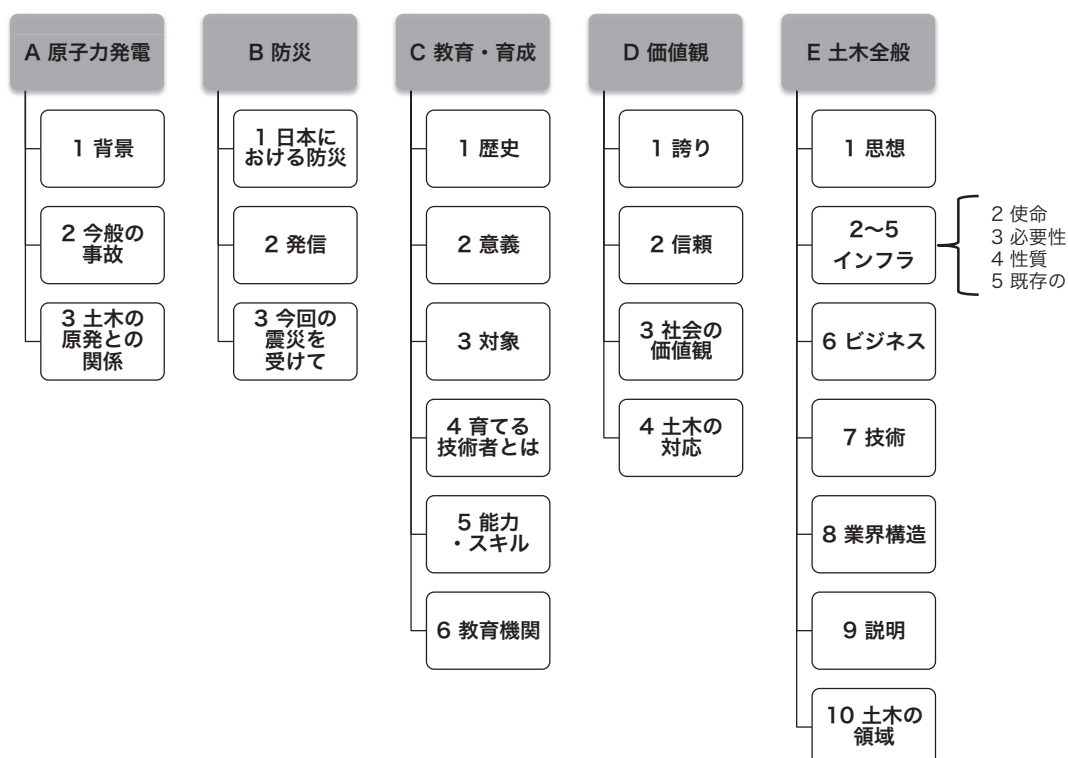 A 原子力発電
1 背景
2 今般の
事故
3 土木の
原発との
関係
B 防災
1 日本に
おける防災
2 発信
3 今回の
震災を
受けて
C 教育・育成
1 歴史
2 意義
3 対象
4 育てる
技術者とは
5 能力
・スキル
6 教育機関
D 価値観
1 誇り
2 信頼
3 社会の
価値観
4 土木の
対応
E 土木全般
1 思想
2〜5
インフラ
2 使命
3 必要性
4 性質
5 既存の
6 ビジネス
7 技術
8 業界構造
9 説明
10 土木の
領域